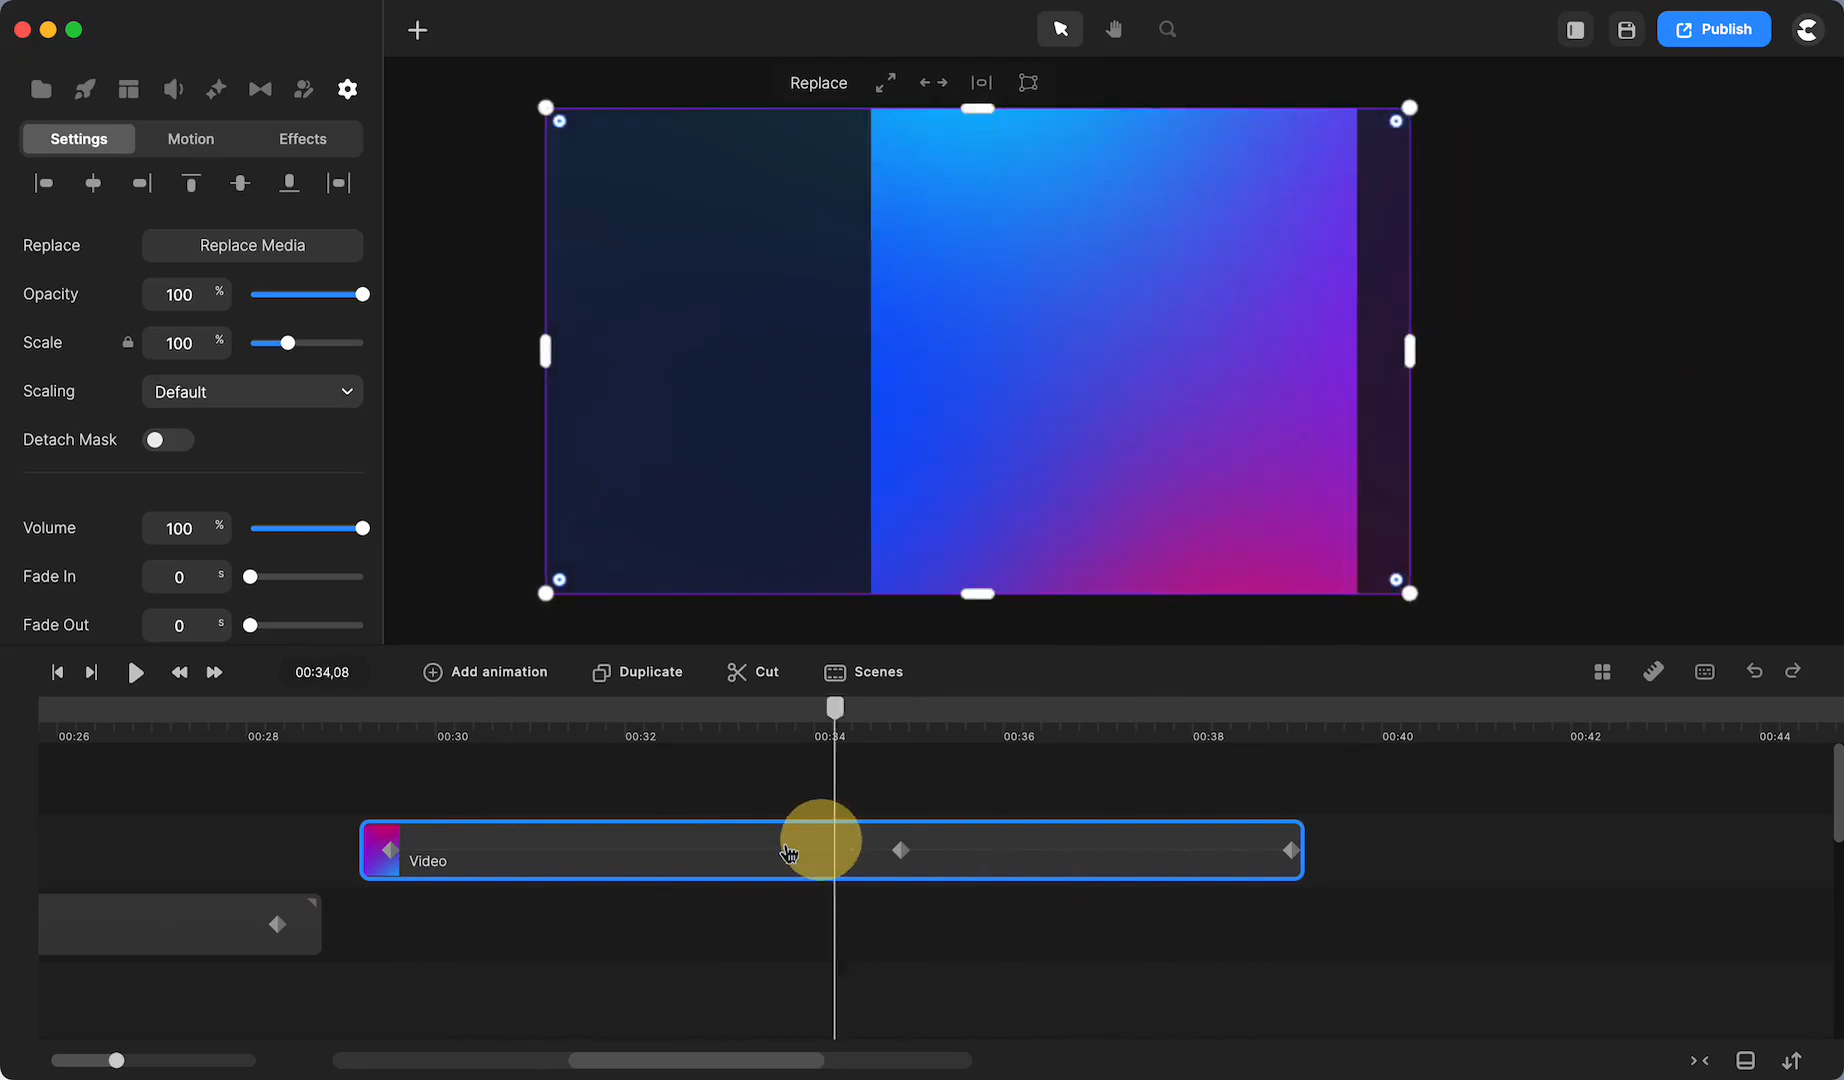 Publish
Replace
Settings
Motion
Effects
Replace
Replace Media
Opacity
100 %
Scale
100 %
Scaling
Default
Detach Mask
Volume
100 %
Fade In
0 s
Fade Out
0 s
00:34,08
Add animation
Duplicate
Cut
Scenes
00:26
00:28
00:30
00:32
00:34
00:36
00:38
00:40
00:42
00:44
Video